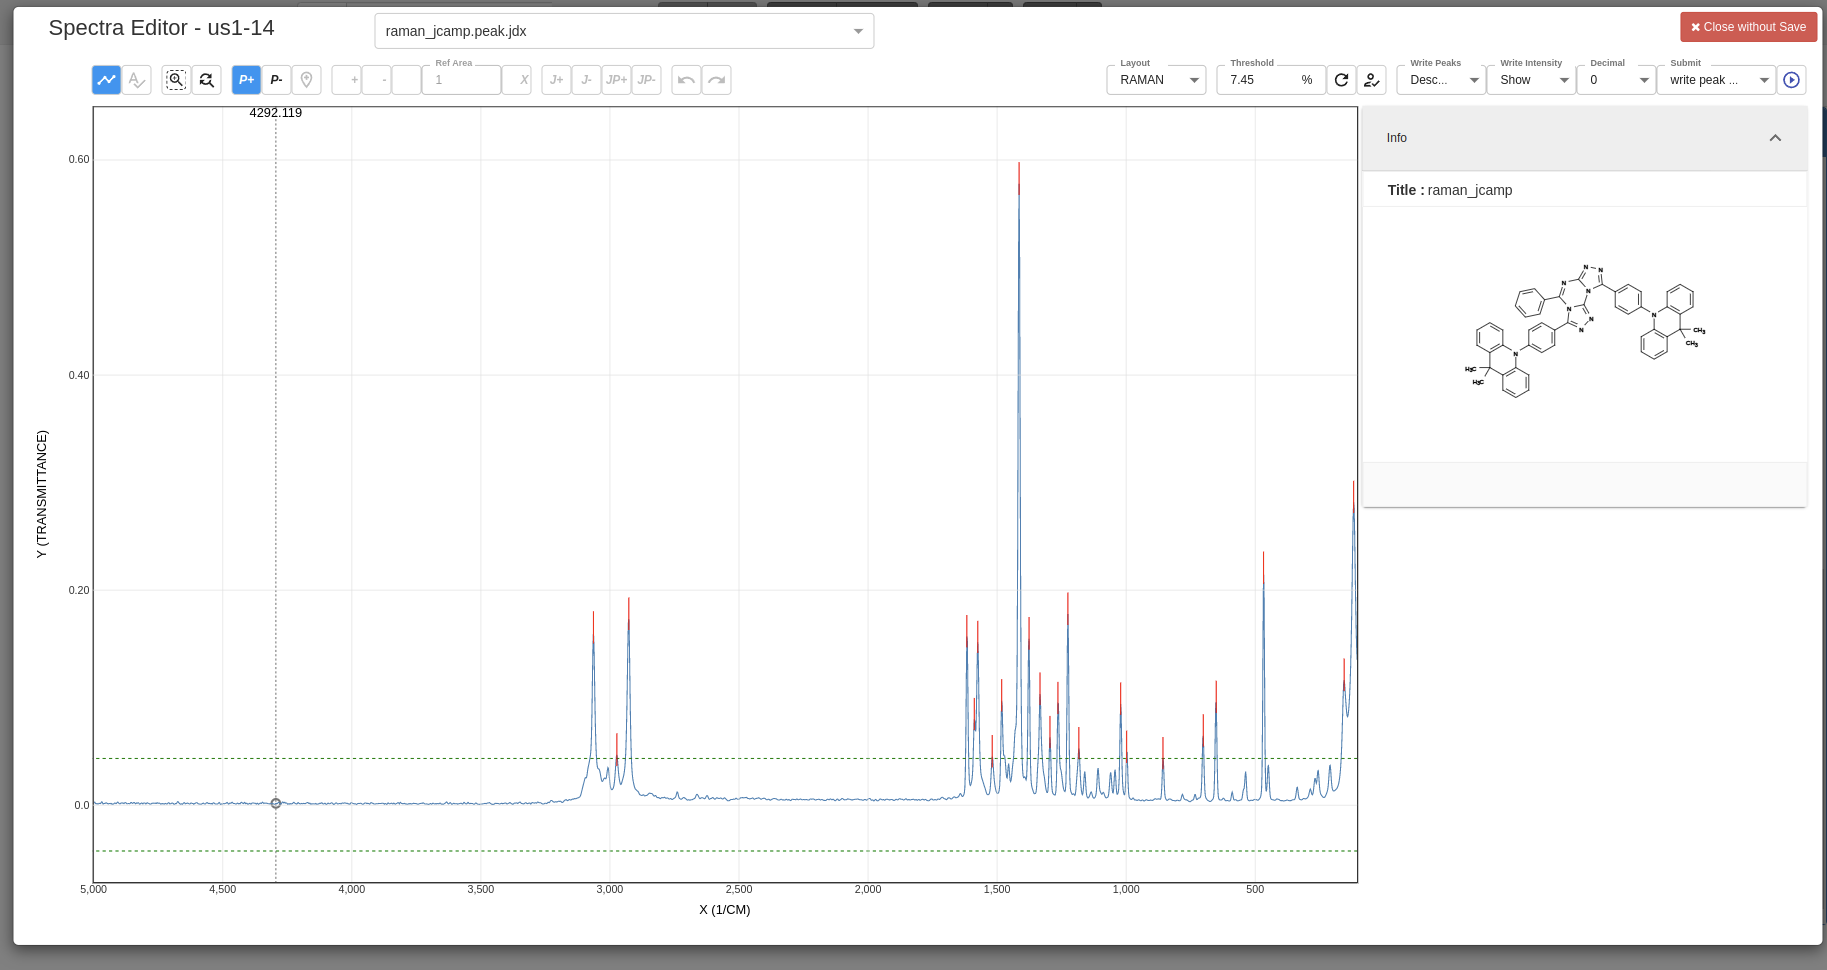 Spectra Editor - us1-14
raman_jcamp.peak.jdx
✖ Close without Save
P+ P- + - Ref Area 1 X J+ J- JP+ JP-
Layout RAMAN
Threshold 7.45 %
Write Peaks Desc...
Write Intensity Show
Decimal 0
Submit write peak ...
4292.119
0.60
0.40
0.20
0.0
Y (TRANSMITTANCE)
5,000 4,500 4,000 3,500 3,000 2,500 2,000 1,500 1,000 500
X (1/CM)
Info
Title : raman_jcamp
N N
N N
N
N N
N
N
CH3
CH3
H3C
H3C